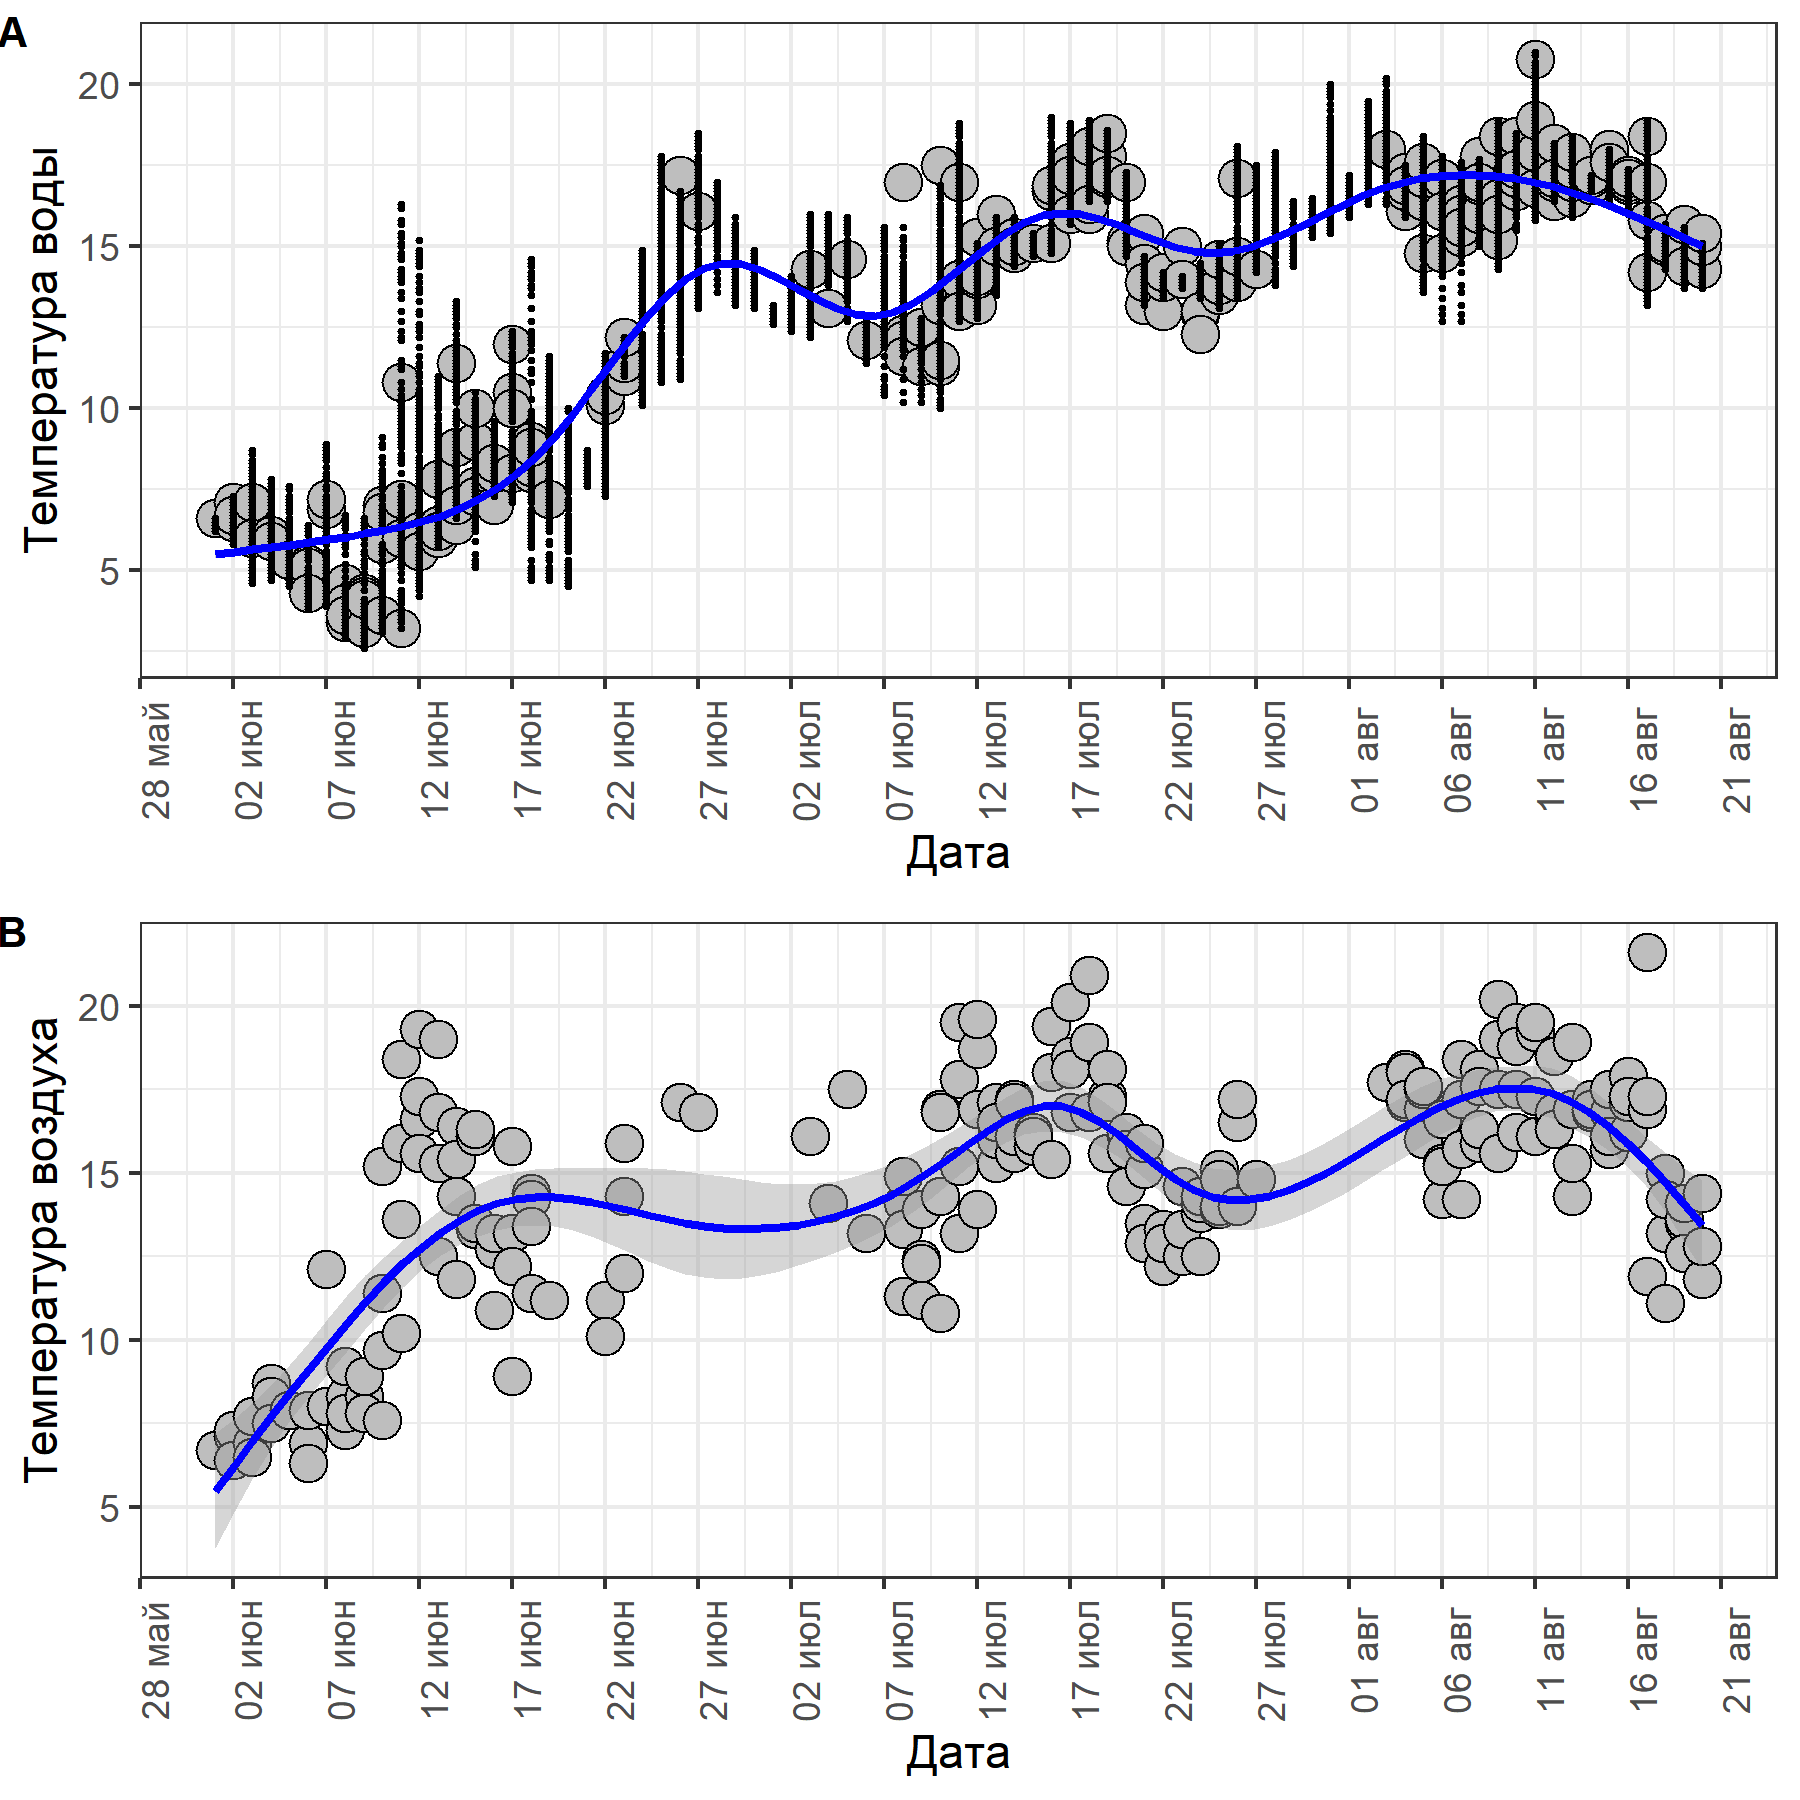 A
Температура воды
20
15
10
5
28 май
02 июн
07 июн
12 июн
17 июн
22 июн
27 июн
02 июл
07 июл
12 июл
17 июл
22 июл
27 июл
01 авг
06 авг
11 авг
16 авг
21 авг
Дата
B
Температура воздуха
20
15
10
5
28 май
02 июн
07 июн
12 июн
17 июн
22 июн
27 июн
02 июл
07 июл
12 июл
17 июл
22 июл
27 июл
01 авг
06 авг
11 авг
16 авг
21 авг
Дата